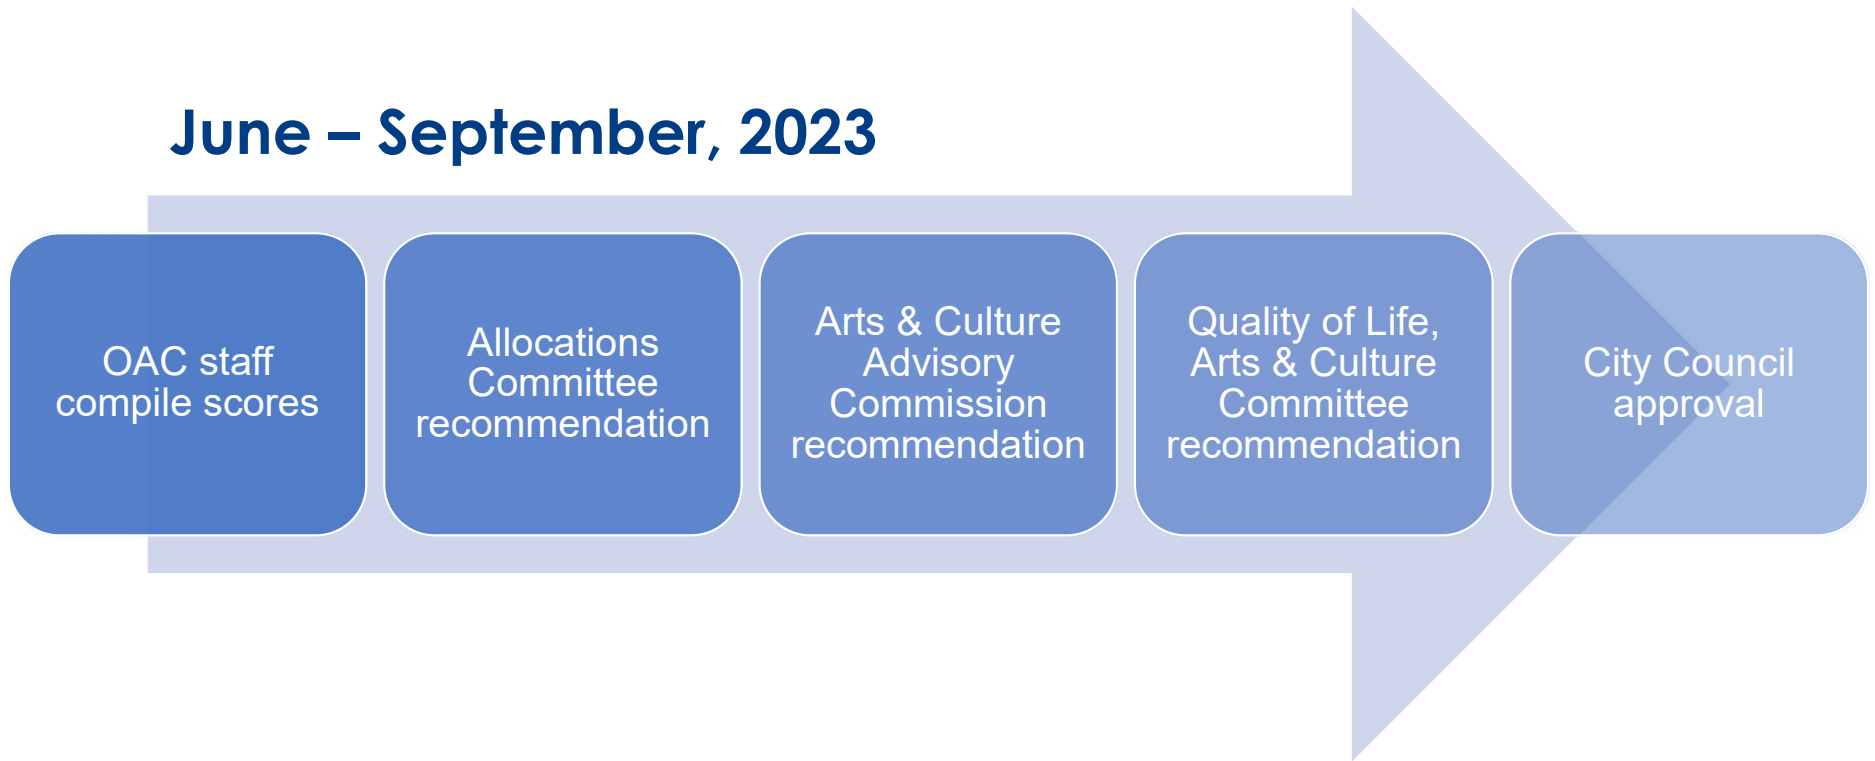 June – September, 2023
OAC staff
compile scores
Allocations
Committee
recommendation
Arts & Culture
Advisory
Commission
recommendation
Quality of Life,
Arts & Culture
Committee
recommendation
City Council
approval